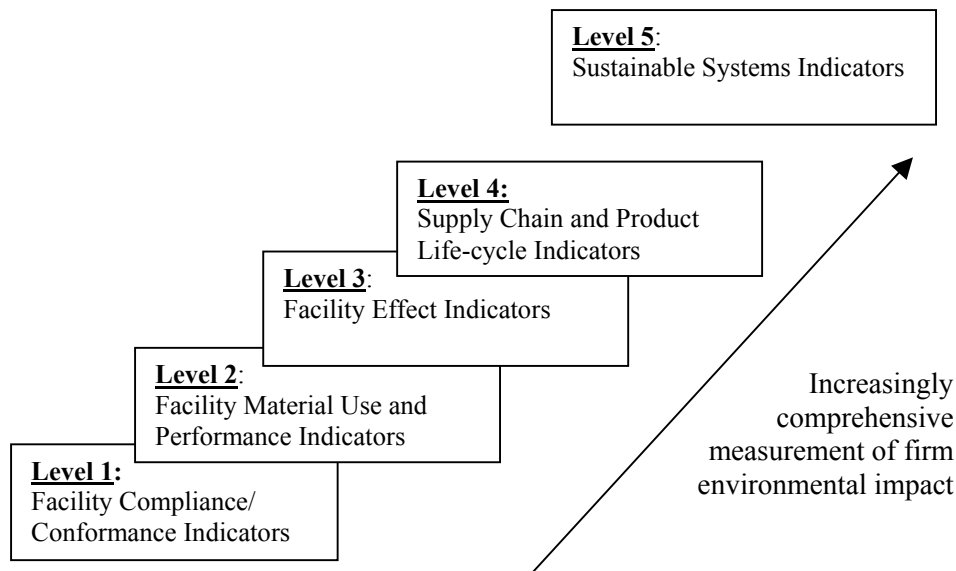 Level 5:
Sustainable Systems Indicators
Level 4:
Supply Chain and Product
Life-cycle Indicators
Level 3:
Facility Effect Indicators
Level 2:
Facility Material Use and
Performance Indicators
Level 1:
Facility Compliance/
Conformance Indicators
Increasingly
comprehensive
measurement of firm
environmental impact